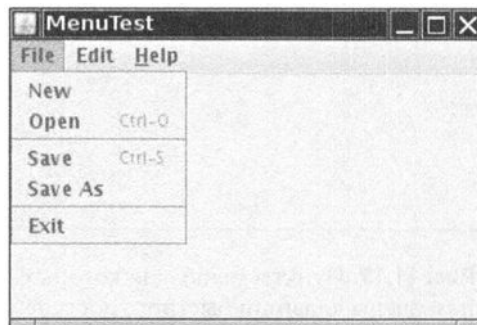 MenuTest
File Edit Help
New
Open Ctrl-O
Save Ctrl-S
Save As
Exit